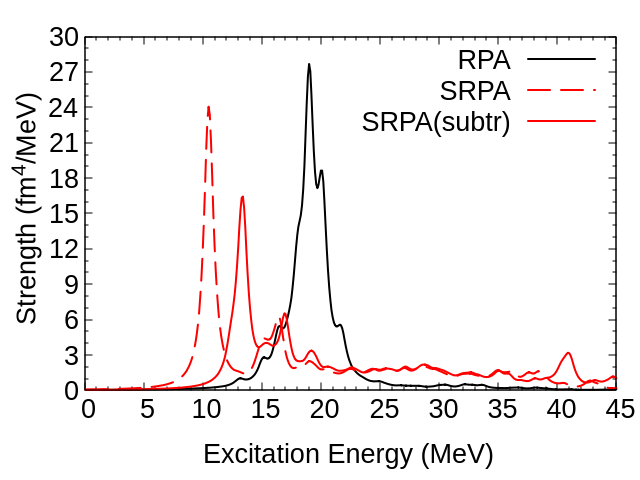 30
27
24
21
18
15
12
9
6
3
0
Strength (fm⁴/MeV)
RPA
SRPA
SRPA(subtr)
0 5 10 15 20 25 30 35 40 45
Excitation Energy (MeV)